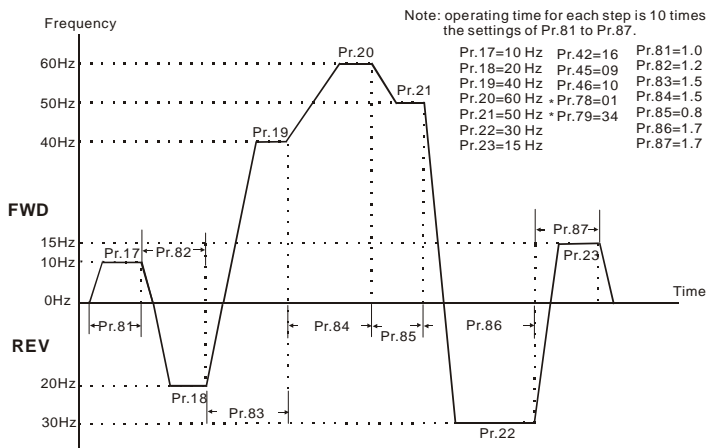 Note: operating time for each step is 10 times
the settings of Pr.81 to Pr.87.
Frequency
Pr.17=10 Hz Pr.42=16 Pr.81=1.0
Pr.18=20 Hz Pr.45=09 Pr.82=1.2
Pr.19=40 Hz Pr.46=10 Pr.83=1.5
Pr.20=60 Hz *Pr.78=01 Pr.84=1.5
Pr.21=50 Hz *Pr.79=34 Pr.85=0.8
Pr.22=30 Hz Pr.86=1.7
Pr.23=15 Hz Pr.87=1.7
Pr.20
60Hz
Pr.21
50Hz
Pr.19
40Hz
FWD
Pr.87
15Hz
Pr.17
Pr.82
Pr.23
10Hz
Time
0Hz
Pr.81
Pr.84
Pr.85
Pr.86
REV
20Hz
Pr.18
Pr.83
30Hz
Pr.22